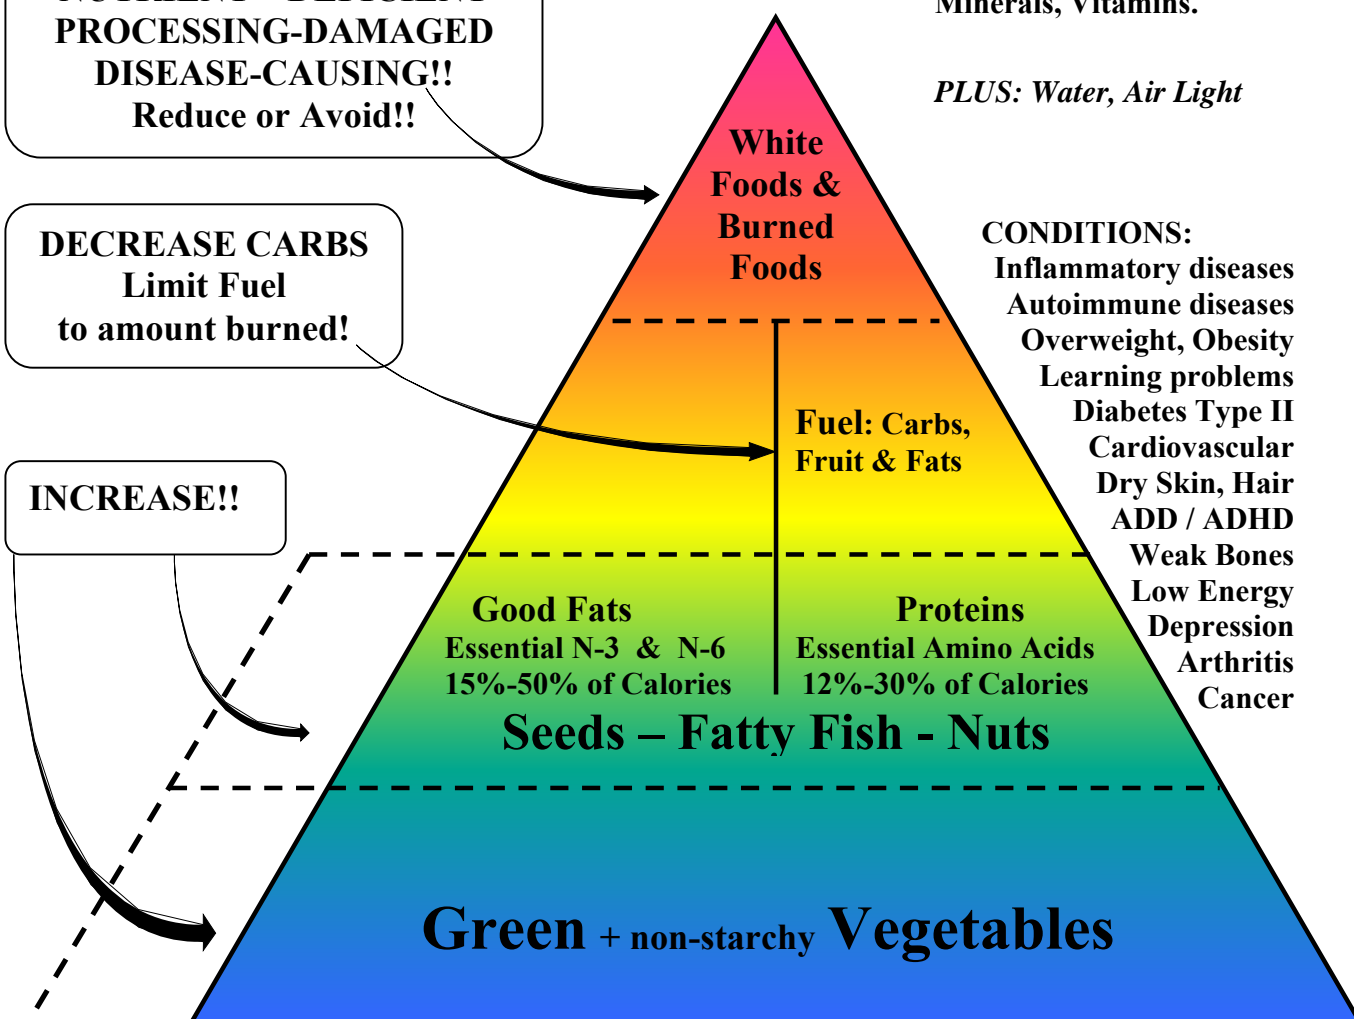 NUTRIENT – DEFICIENT
PROCESSING-DAMAGED
DISEASE-CAUSING!!
Reduce or Avoid!!
Minerals, Vitamins.
PLUS: Water, Air Light
White
Foods &
Burned
Foods
DECREASE CARBS
Limit Fuel
to amount burned!
CONDITIONS:
Inflammatory diseases
Autoimmune diseases
Overweight, Obesity
Learning problems
Diabetes Type II
Cardiovascular
Dry Skin, Hair
ADD / ADHD
Weak Bones
Low Energy
Depression
Arthritis
Cancer
Fuel: Carbs,
Fruit & Fats
INCREASE!!
Good Fats
Essential N-3 & N-6
15%-50% of Calories
Proteins
Essential Amino Acids
12%-30% of Calories
Seeds – Fatty Fish - Nuts
Green + non-starchy Vegetables